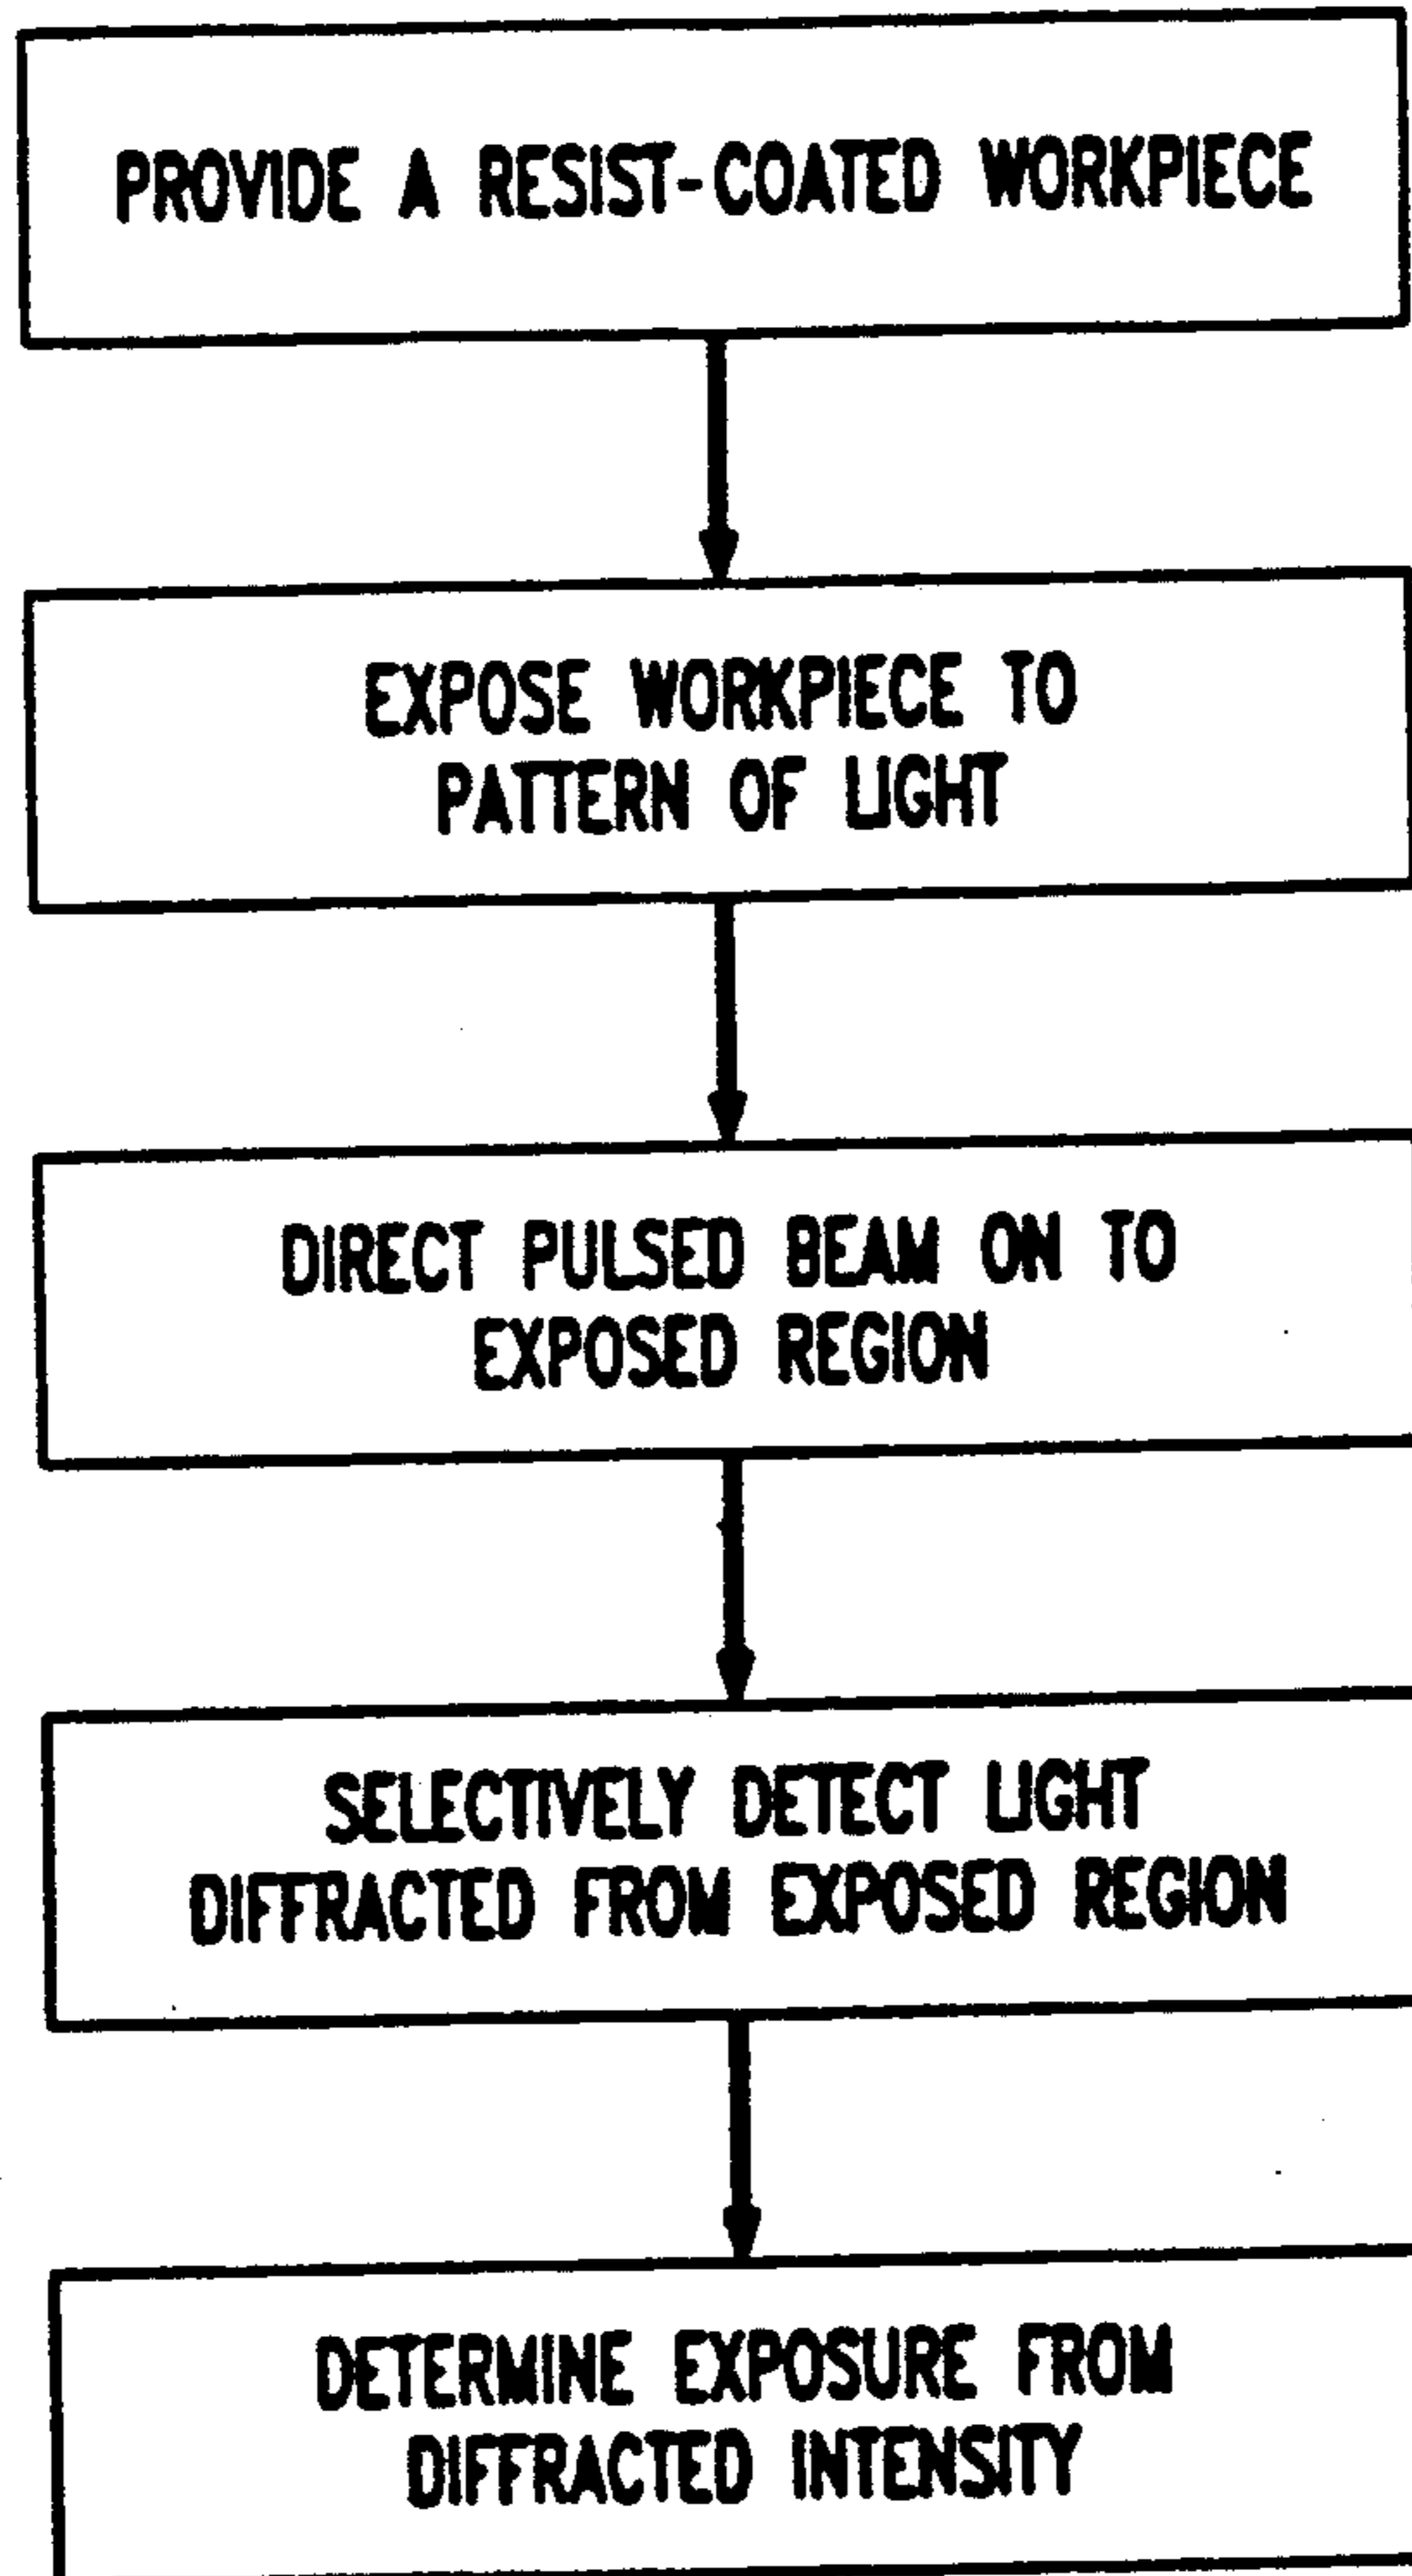 PROVIDE A RESIST-COATED WORKPIECE
EXPOSE WORKPIECE TO
PATTERN OF LIGHT
DIRECT PULSED BEAM ON TO
EXPOSED REGION
SELECTIVELY DETECT LIGHT
DIFFRACTED FROM EXPOSED REGION
DETERMINE EXPOSURE FROM
DIFFRACTED INTENSITY